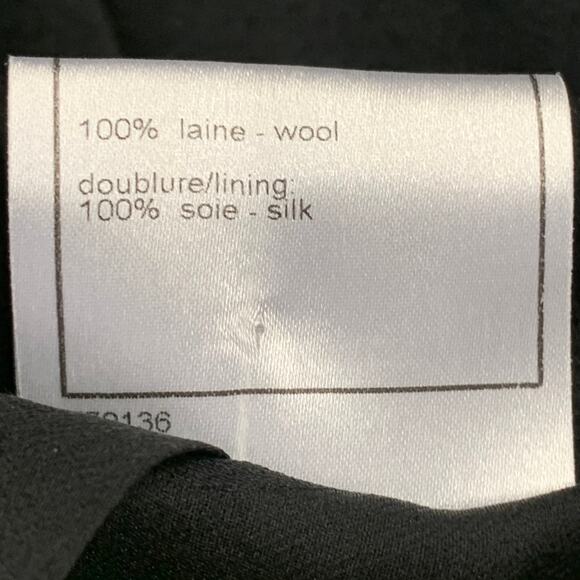 100% laine - wool
doublure/lining:
100% soie - silk